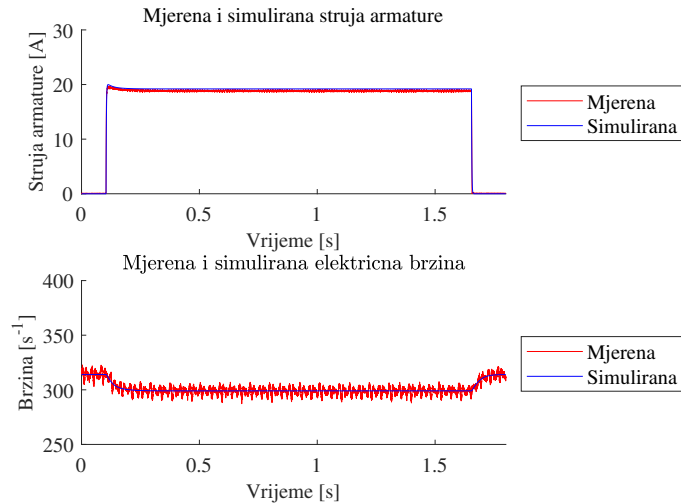 Mjerena i simulirana struja armature
Struja armature [A]
30
20
10
0
0
0.5
1
1.5
Vrijeme [s]
Mjerena
Simulirana
Mjerena i simulirana elektricna brzina
Brzina [s⁻¹]
400
350
300
250
0
0.5
1
1.5
Vrijeme [s]
Mjerena
Simulirana